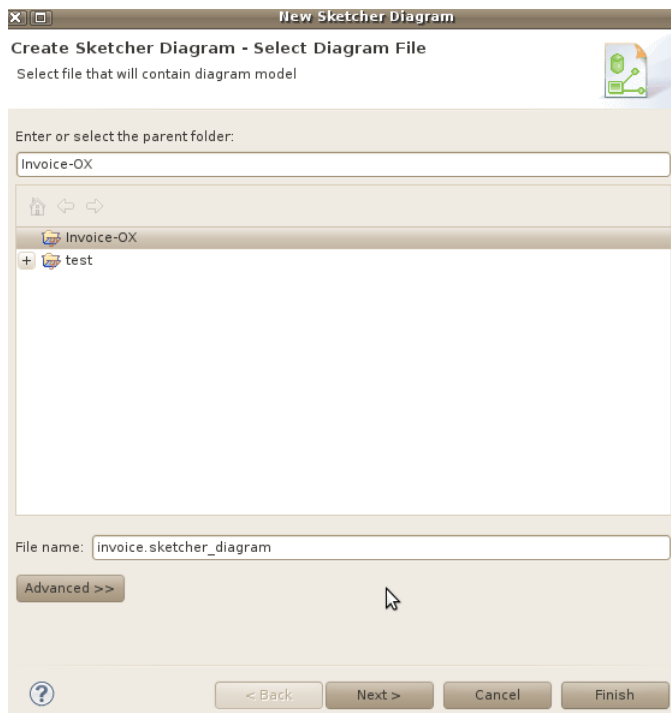 New Sketcher Diagram
Create Sketcher Diagram - Select Diagram File
Select file that will contain diagram model
Enter or select the parent folder:
Invoice-OX
Invoice-OX
test
File name: invoice.sketcher_diagram
Advanced >>
< Back Next > Cancel Finish